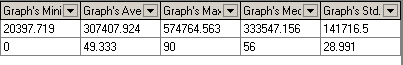 Graph's Mini Graph's Ave Graph's Max Graph's Med Graph's Std.
20397.719 307407.924 574764.563 333547.156 141716.5
0 49.333 90 56 28.991